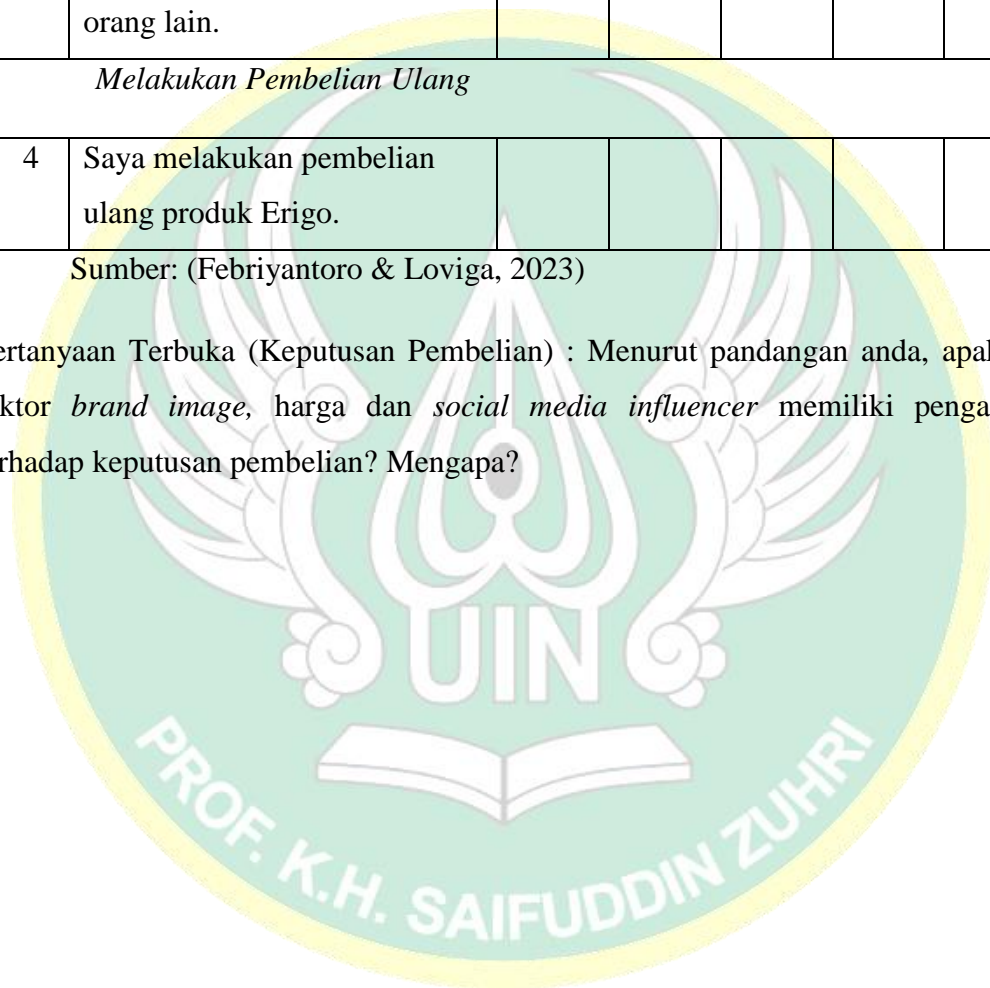 orang lain.
Melakukan Pembelian Ulang
4 Saya melakukan pembelian
ulang produk Erigo.
Sumber: (Febriyantoro & Loviga, 2023)
ertanyaan Terbuka (Keputusan Pembelian) : Menurut pandangan anda, apal
ktor brand image, harga dan social media influencer memiliki penga
rhadap keputusan pembelian? Mengapa?
UIN
PROF. K.H. SAIFUDDIN ZUHRI